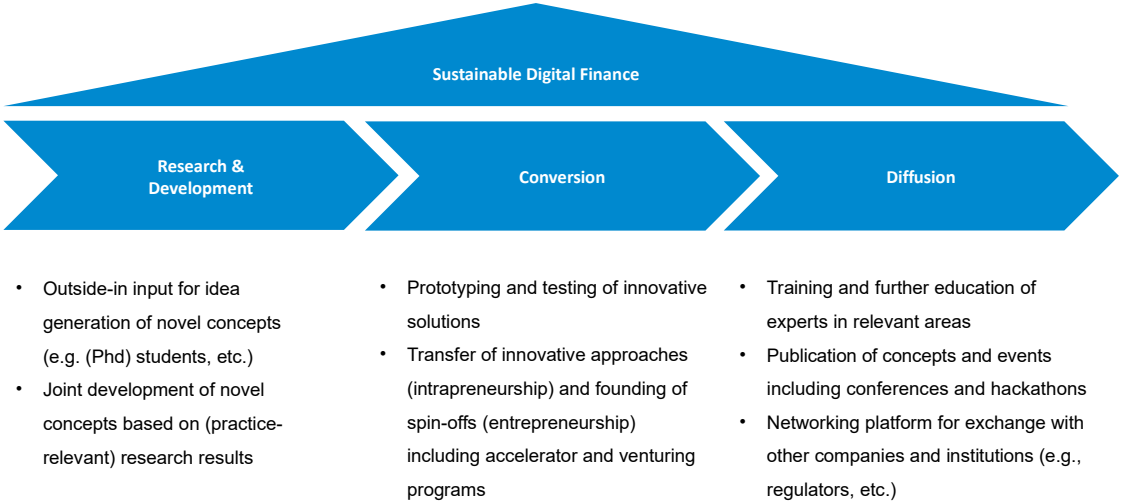 Sustainable Digital Finance
Research &
Development
Conversion
Diffusion
• Outside-in input for idea
generation of novel concepts
(e.g. (Phd) students, etc.)
• Joint development of novel
concepts based on (practice-
relevant) research results
• Prototyping and testing of innovative
solutions
• Transfer of innovative approaches
(intrapreneurship) and founding of
spin-offs (entrepreneurship)
including accelerator and venturing
programs
• Training and further education of
experts in relevant areas
• Publication of concepts and events
including conferences and hackathons
• Networking platform for exchange with
other companies and institutions (e.g.,
regulators, etc.)